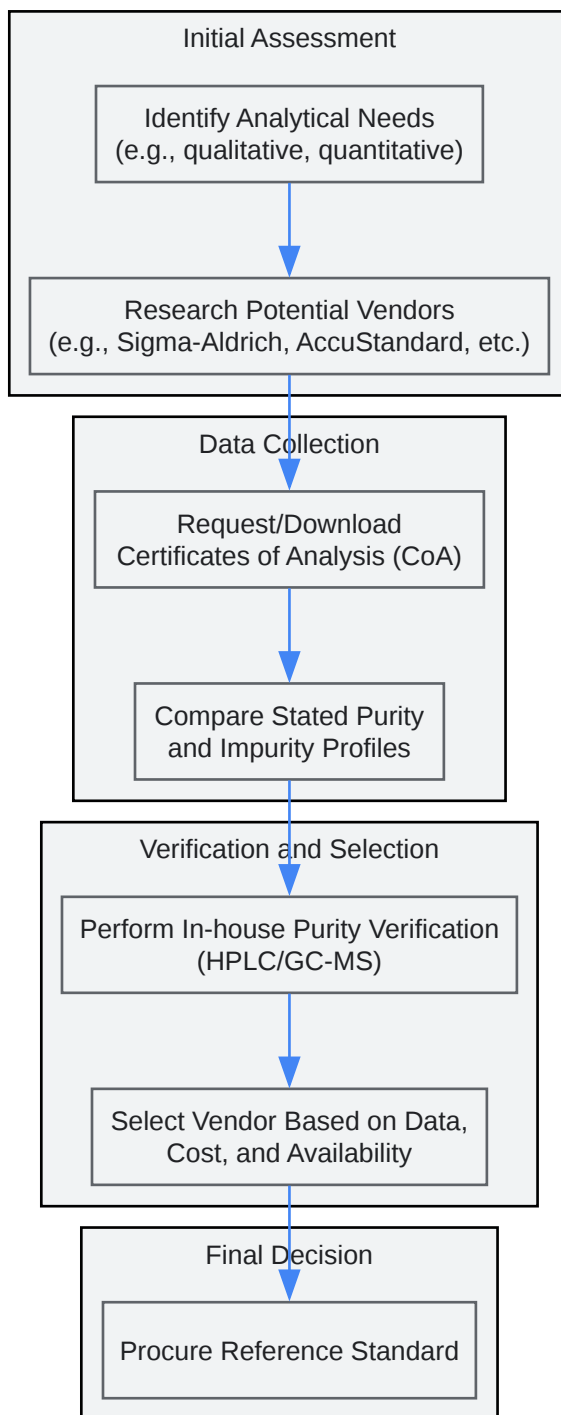 Initial Assessment
Identify Analytical Needs
(e.g., qualitative, quantitative)
Research Potential Vendors
(e.g., Sigma-Aldrich, AccuStandard, etc.)
Data Collection
Request/Download
Certificates of Analysis (CoA)
Compare Stated Purity
and Impurity Profiles
Verification and Selection
Perform In-house Purity Verification
(HPLC/GC-MS)
Select Vendor Based on Data,
Cost, and Availability
Final Decision
Procure Reference Standard